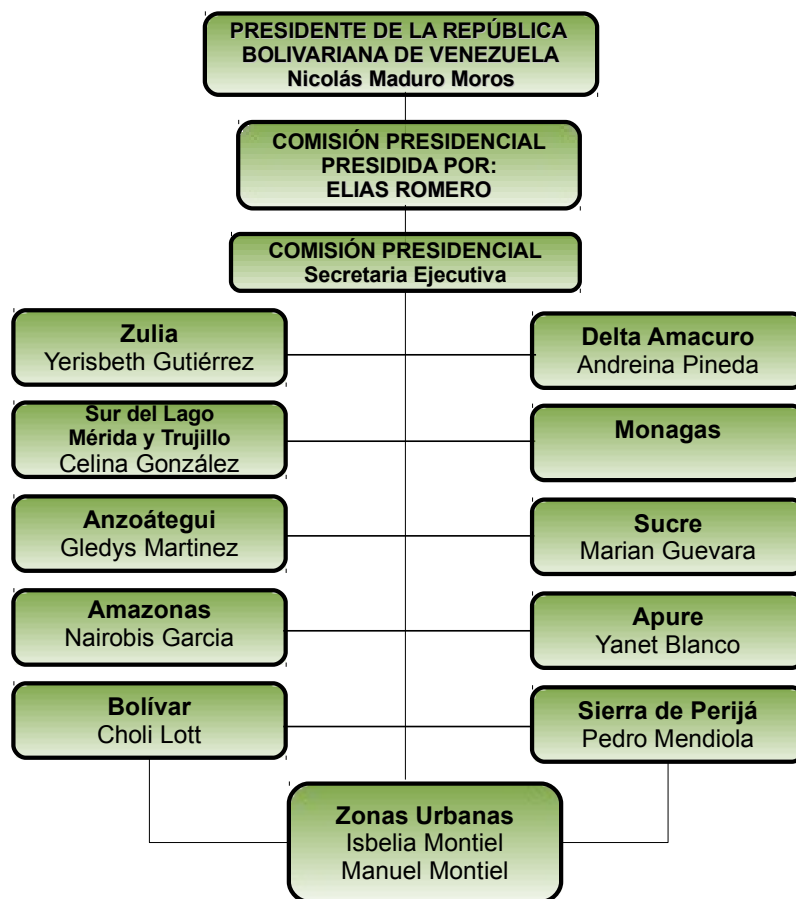 PRESIDENTE DE LA REPÚBLICA
BOLIVARIANA DE VENEZUELA
Nicolás Maduro Moros
COMISIÓN PRESIDENCIAL
PRESIDIDA POR:
ELIAS ROMERO
COMISIÓN PRESIDENCIAL
Secretaria Ejecutiva
Zulia
Yerisbeth Gutiérrez
Delta Amacuro
Andreina Pineda
Sur del Lago
Mérida y Trujillo
Celina González
Monagas
Anzoátegui
Gledys Martinez
Sucre
Marian Guevara
Amazonas
Nairobis Garcia
Apure
Yanet Blanco
Bolívar
Choli Lott
Sierra de Perijá
Pedro Mendiola
Zonas Urbanas
Isbelia Montiel
Manuel Montiel